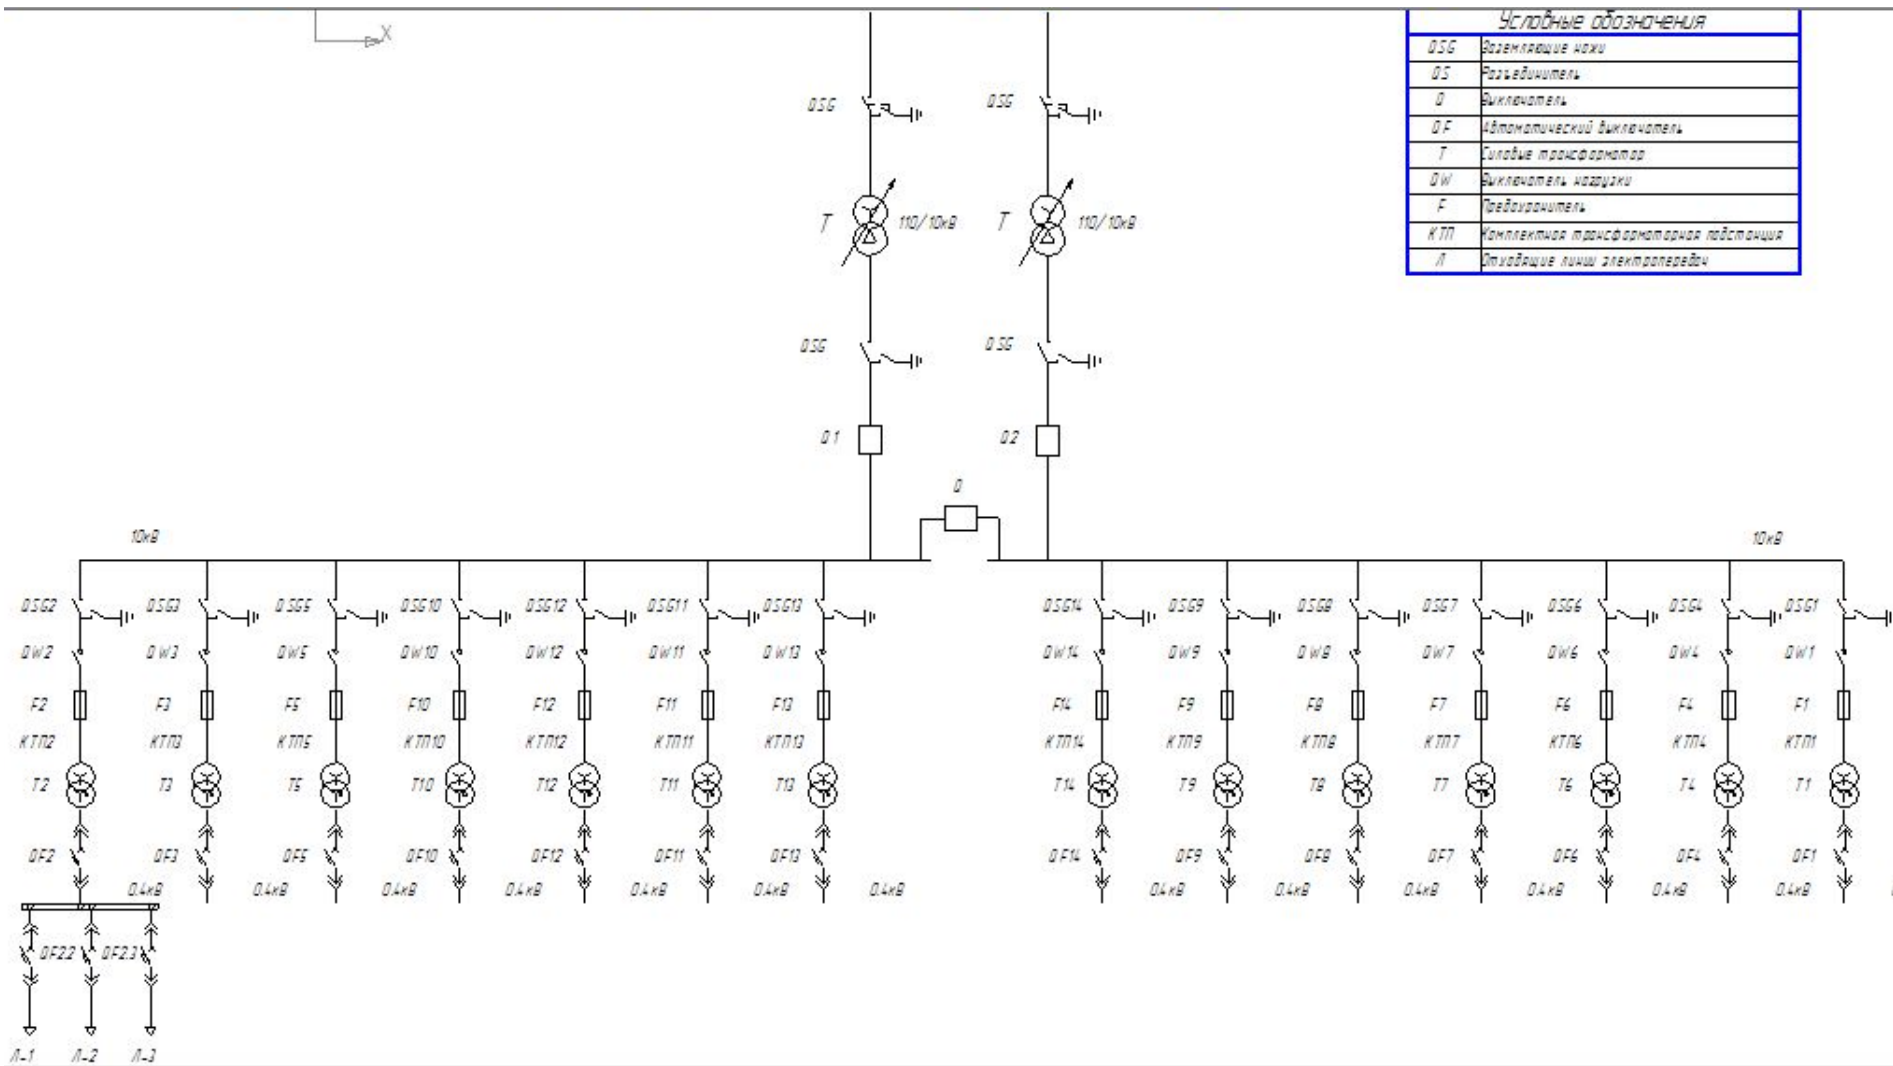 X
Условные обозначения
QSG Заземляющие ножи
QS Разъединитель
Q Выключатель
QF Автоматический выключатель
T Силовые трансформатор
QW Выключатель нагрузки
F Предохранитель
КТП Комплектная трансформаторная подстанция
Л Отходящие линии электропередач
QSG QSG
T 110/10кВ T 110/10кВ
QSG QSG
Q1 Q2
Q
10кВ 10кВ
QSG2 QSG3 QSG5 QSG10 QSG12 QSG11 QSG13 QSG14 QSG9 QSG8 QSG7 QSG6 QSG4 QSG1
QW2 QW3 QW5 QW10 QW12 QW11 QW13 QW14 QW9 QW8 QW7 QW6 QW4 QW1
F2 F3 F5 F10 F12 F11 F13 F14 F9 F8 F7 F6 F4 F1
КТП2 КТП3 КТП5 КТП10 КТП12 КТП11 КТП13 КТП14 КТП9 КТП8 КТП7 КТП6 КТП4 КТП1
T2 T3 T5 T10 T12 T11 T13 T14 T9 T8 T7 T6 T4 T1
QF2 QF3 QF5 QF10 QF12 QF11 QF13 QF14 QF9 QF8 QF7 QF6 QF4 QF1
0.4кВ 0.4кВ 0.4кВ 0.4кВ 0.4кВ 0.4кВ 0.4кВ 0.4кВ 0.4кВ 0.4кВ 0.4кВ 0.4кВ 0.4кВ
QF2.2 QF2.3
Л-1 Л-2 Л-3